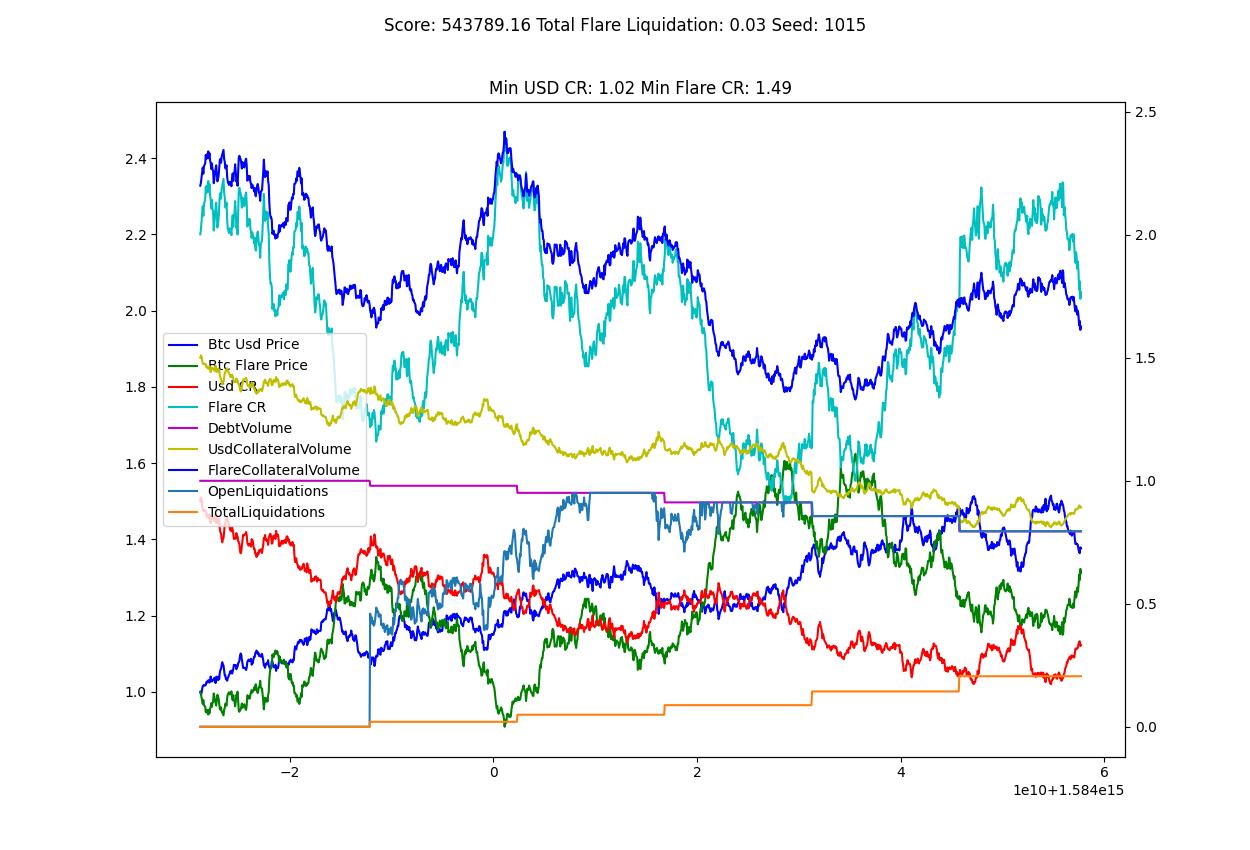 Score: 543789.16 Total Flare Liquidation: 0.03 Seed: 1015
Min USD CR: 1.02 Min Flare CR: 1.49
2.4
2.2
2.0
1.8
1.6
1.4
1.2
1.0
2.5
2.0
1.5
1.0
0.5
0.0
Btc Usd Price
Btc Flare Price
Usd CR
Flare CR
DebtVolume
UsdCollateralVolume
FlareCollateralVolume
OpenLiquidations
TotalLiquidations
−2 0 2 4 6
1e10+1.584e15